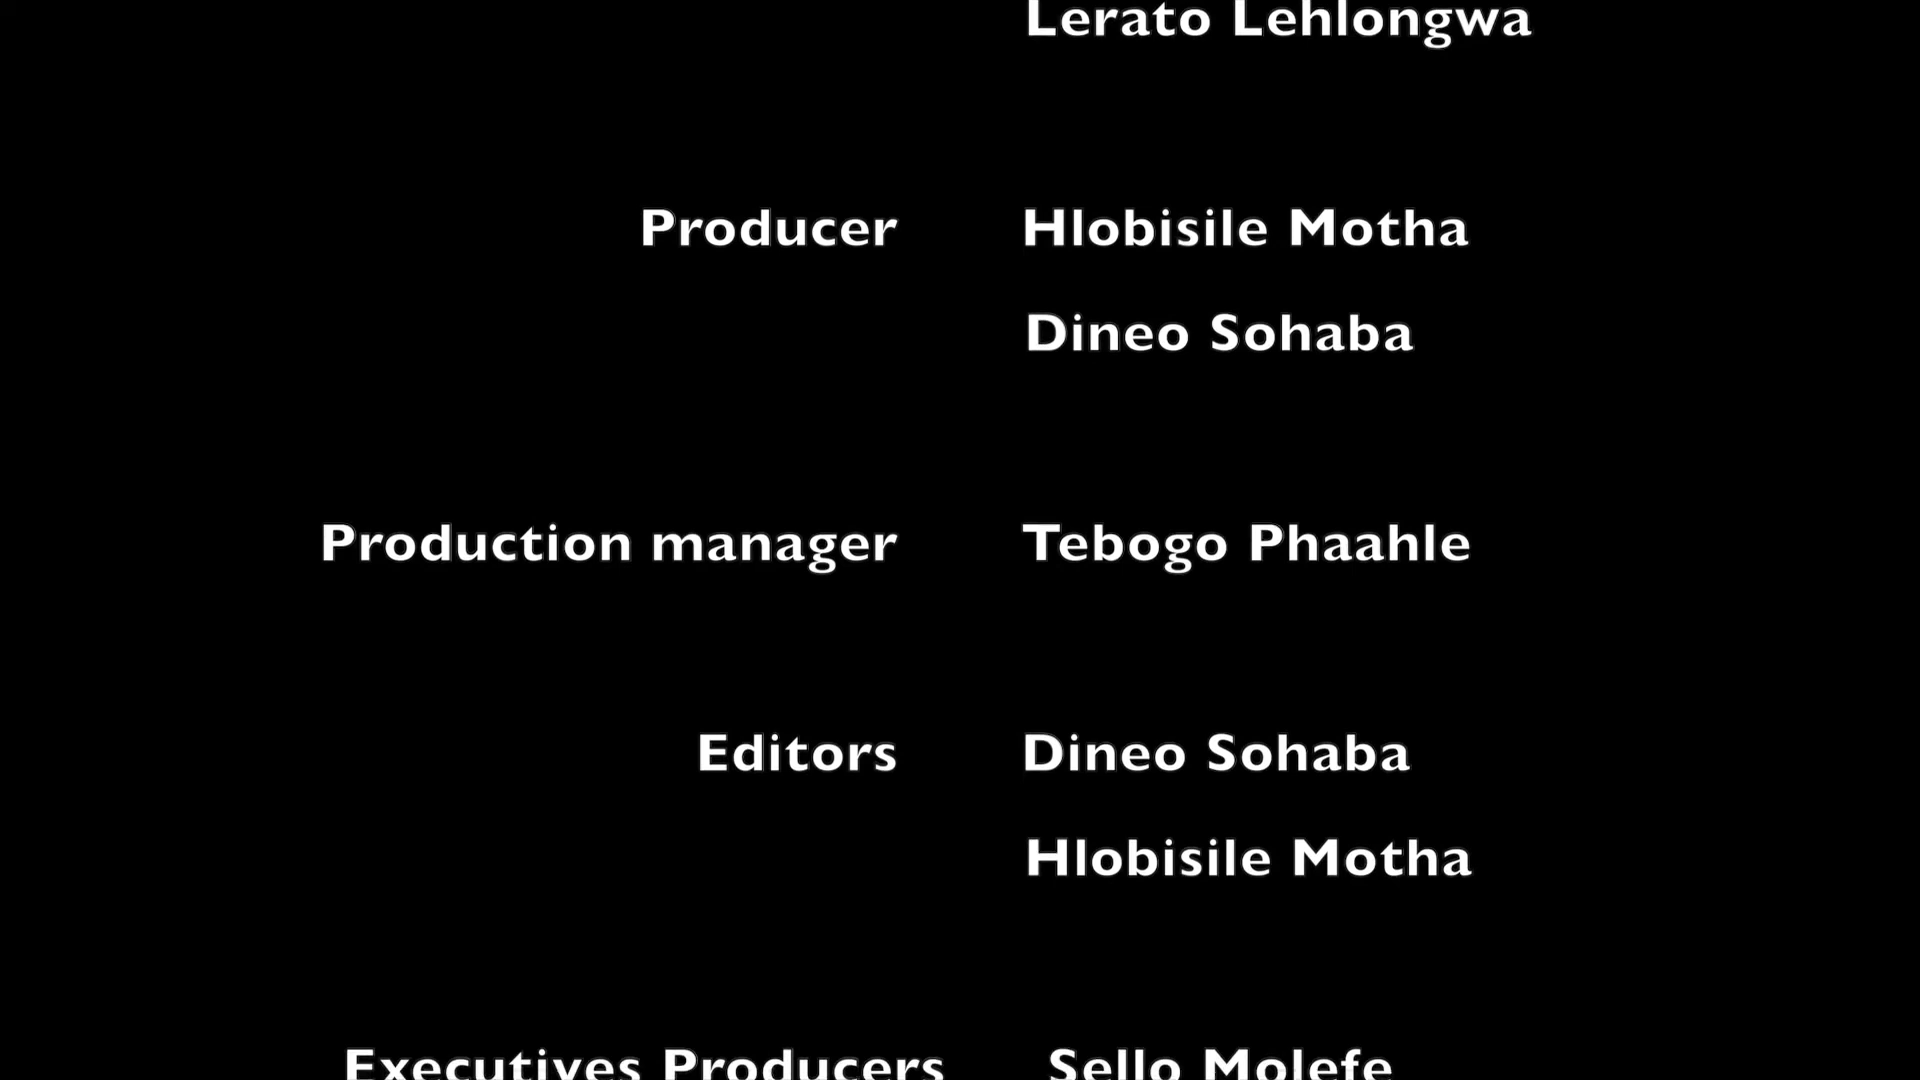 Lerato Lehlongwa
Producer Hlobisile Motha
Dineo Sohaba
Production manager Tebogo Phaahle
Editors Dineo Sohaba
Hlobisile Motha
Executives Producers Sello Molefe